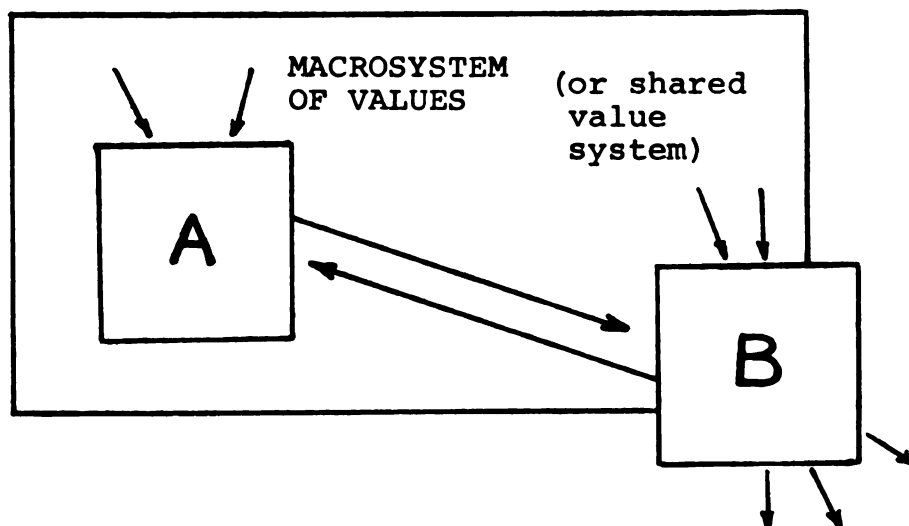 MACROSYSTEM
OF VALUES
(or shared
value
system)
A
B